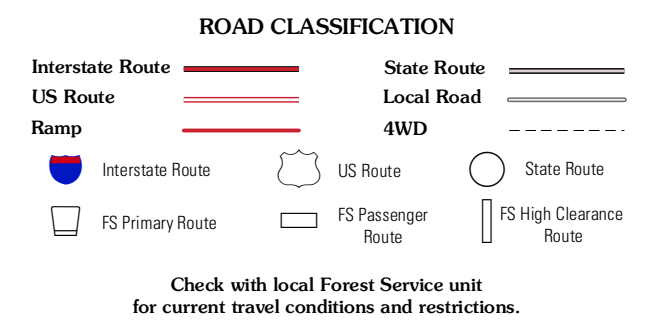 ROAD CLASSIFICATION
Interstate Route
State Route
US Route
Local Road
Ramp
4WD
Interstate Route
US Route
State Route
FS Primary Route
FS Passenger
Route
FS High Clearance
Route
Check with local Forest Service unit
for current travel conditions and restrictions.